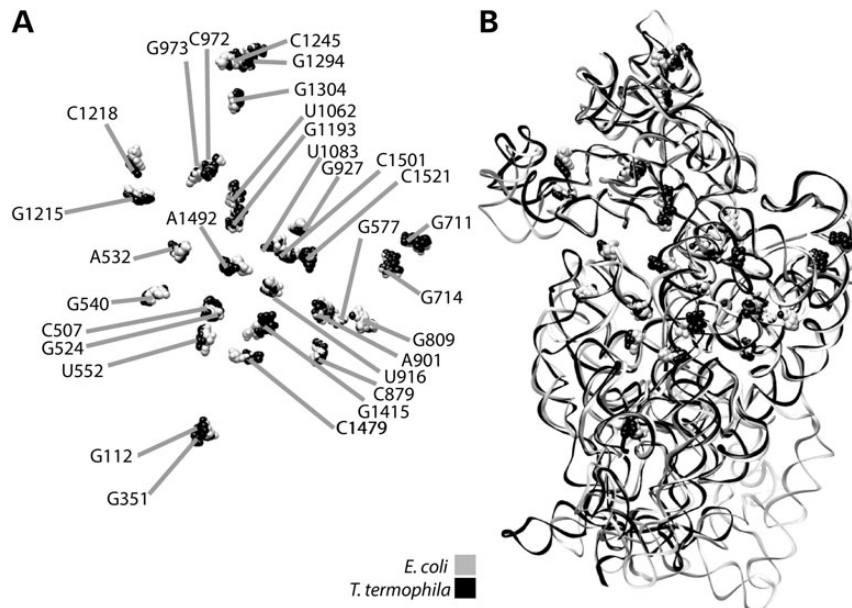 A
B
C972
G973
C1245
G1294
G1304
U1062
G1193
C1218
U1083
C1501
G927
C1521
G1215
A1492
G577
G711
A532
G714
G540
C507
G524
G809
A901
U552
U916
C879
G1415
C1479
G112
G351
E. coli
T. termophila